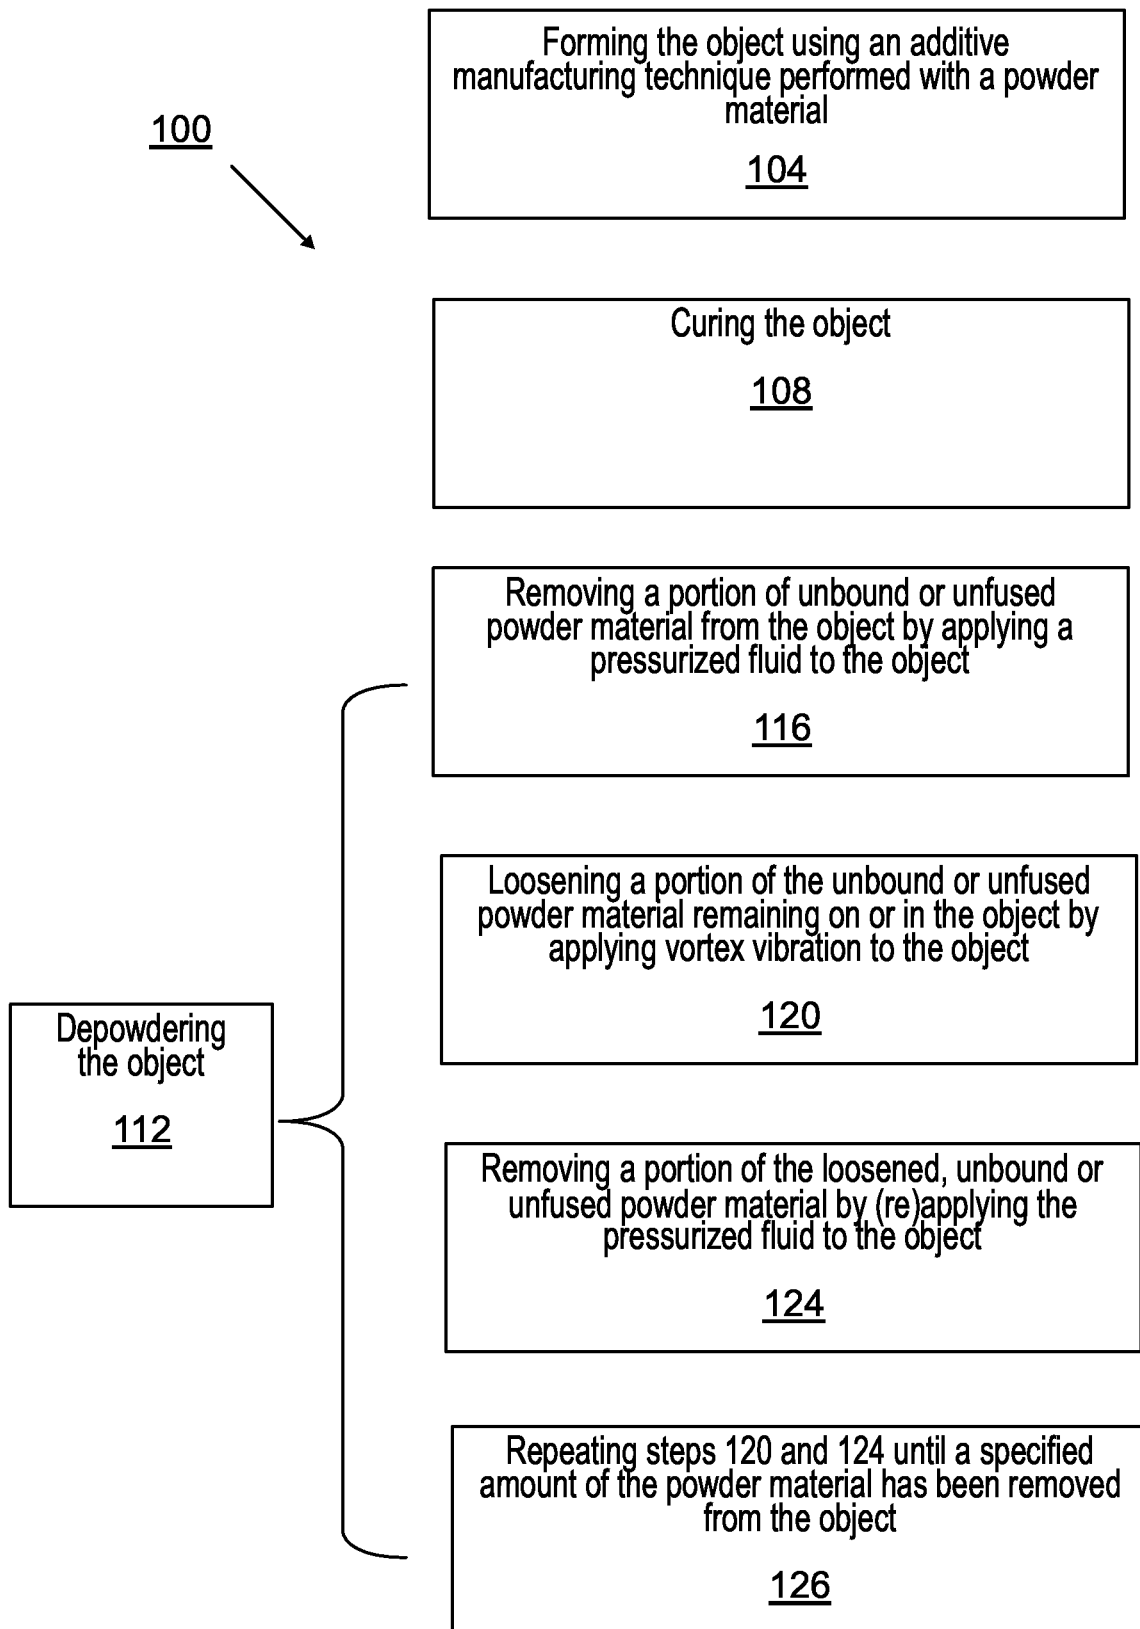 Forming the object using an additive
manufacturing technique performed with a powder
material
104
100
Curing the object
108
Removing a portion of unbound or unfused
powder material from the object by applying a
pressurized fluid to the object
116
Loosening a portion of the unbound or unfused
powder material remaining on or in the object by
applying vortex vibration to the object
120
Depowdering
the object
112
Removing a portion of the loosened, unbound or
unfused powder material by (re)applying the
pressurized fluid to the object
124
Repeating steps 120 and 124 until a specified
amount of the powder material has been removed
from the object
126